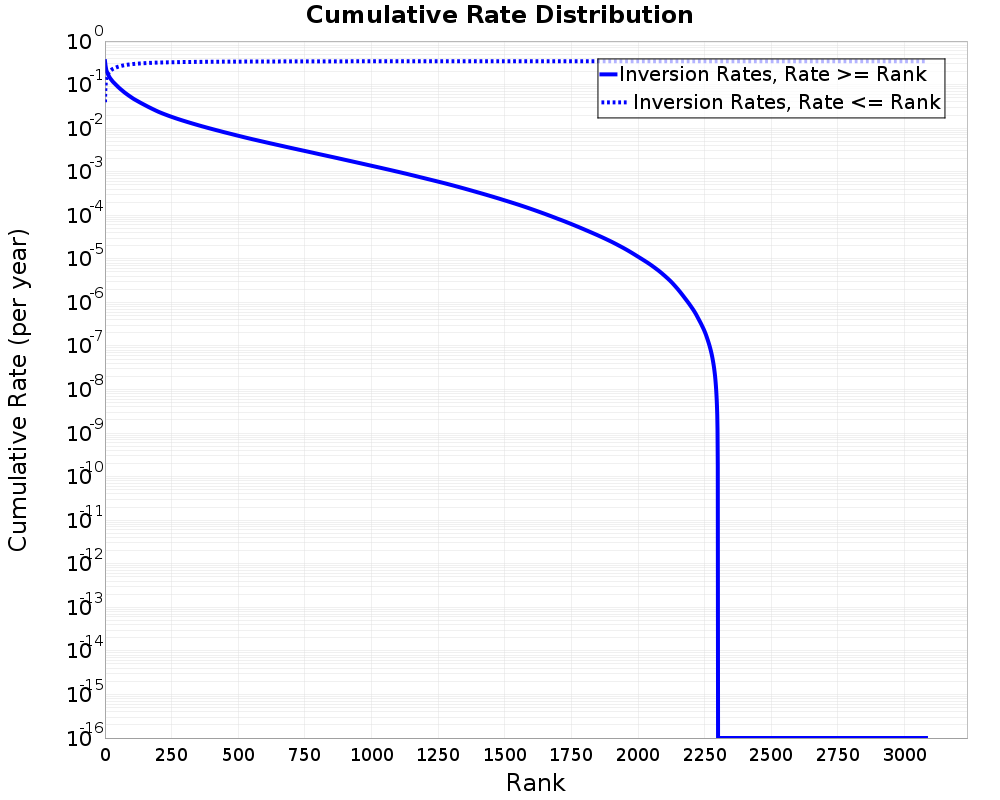 Cumulative Rate Distribution
Cumulative Rate (per year)
10^0
10^-1
10^-2
10^-3
10^-4
10^-5
10^-6
10^-7
10^-8
10^-9
10^-10
10^-11
10^-12
10^-13
10^-14
10^-15
10^-16
Inversion Rates, Rate >= Rank
Inversion Rates, Rate <= Rank
0 250 500 750 1000 1250 1500 1750 2000 2250 2500 2750 3000
Rank